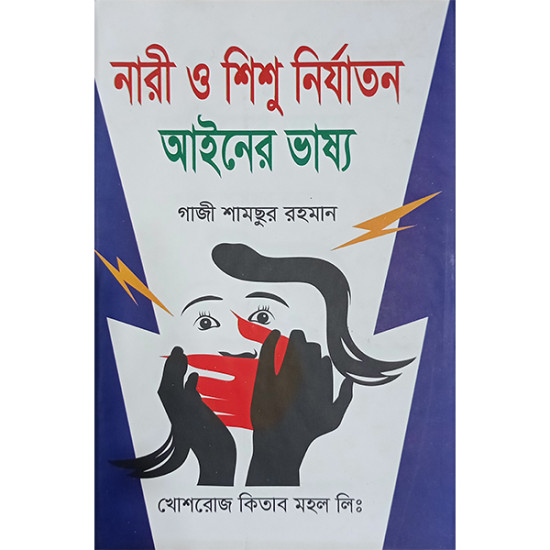 নারী ও শিশু নির্যাতন
আইনের ভাষ্য
গাজী শামছুর রহমান
খোশরোজ কিতাব মহল লিঃ